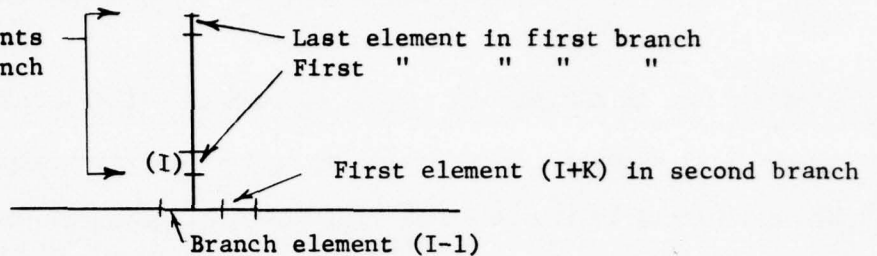 Last element in first branch
First " " " "
(I)
First element (I+K) in second branch
Branch element (I-1)